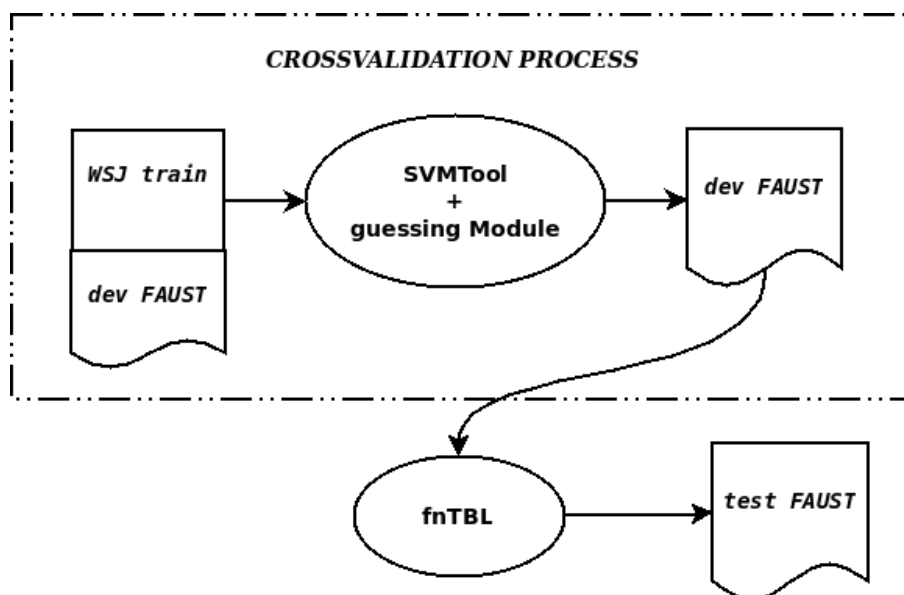 CROSSVALIDATION PROCESS
WSJ train
dev FAUST
SVMTool
+
guessing Module
dev FAUST
fnTBL
test FAUST